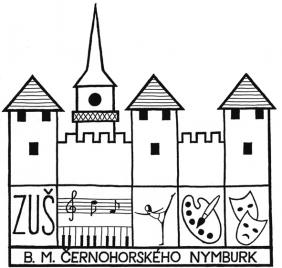 ZUŠ
B. M. ČERNOHORSKÉHO NYMBURK